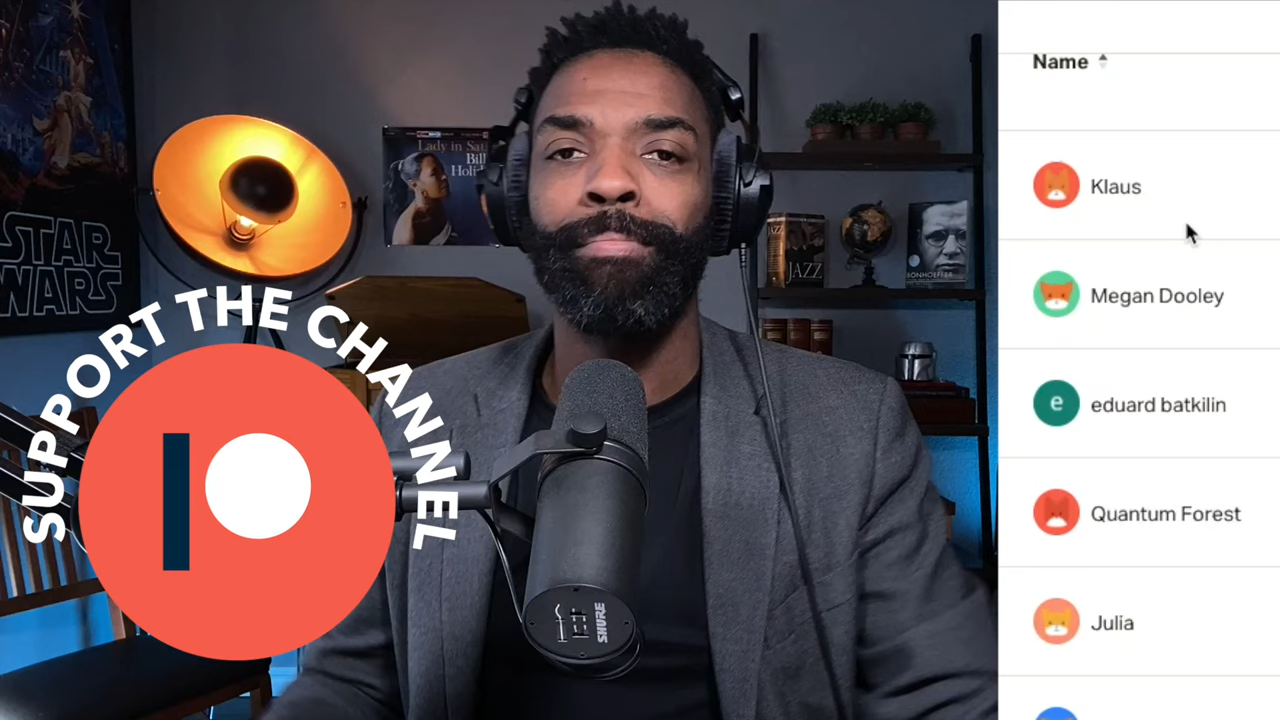 STAR
WARS
Lady in Sat
Bill
Holi
JAZZ
JAZZ
BONHOEFFER
SUPPORT THE CHANNEL
SHURE
Name
Klaus
Megan Dooley
e
eduard batkilin
Quantum Forest
Julia